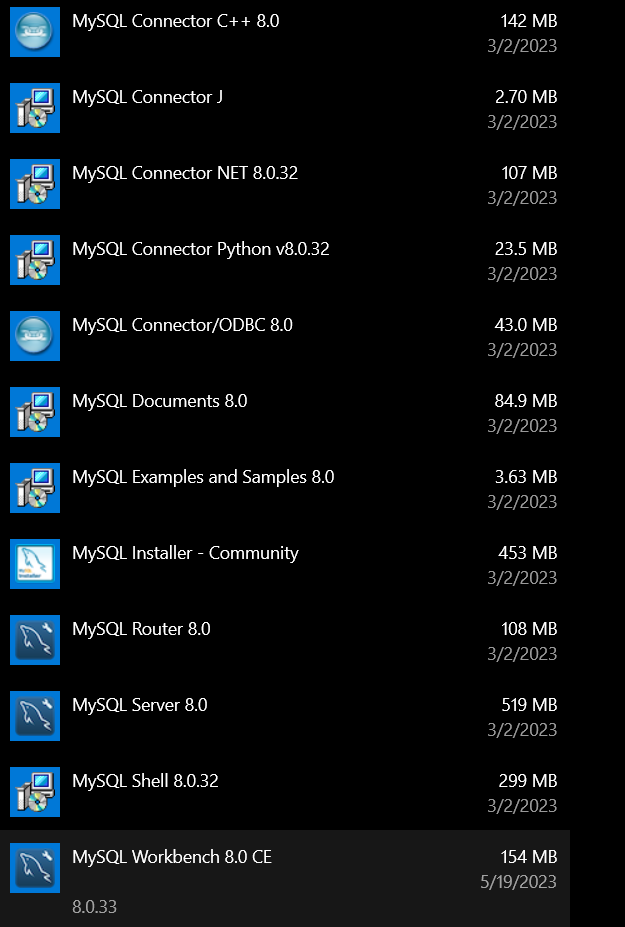 MySQL Connector C++ 8.0 142 MB
3/2/2023
MySQL Connector J 2.70 MB
3/2/2023
MySQL Connector NET 8.0.32 107 MB
3/2/2023
MySQL Connector Python v8.0.32 23.5 MB
3/2/2023
MySQL Connector/ODBC 8.0 43.0 MB
3/2/2023
MySQL Documents 8.0 84.9 MB
3/2/2023
MySQL Examples and Samples 8.0 3.63 MB
3/2/2023
MySQL Installer - Community 453 MB
3/2/2023
MySQL Router 8.0 108 MB
3/2/2023
MySQL Server 8.0 519 MB
3/2/2023
MySQL Shell 8.0.32 299 MB
3/2/2023
MySQL Workbench 8.0 CE 154 MB
5/19/2023
8.0.33